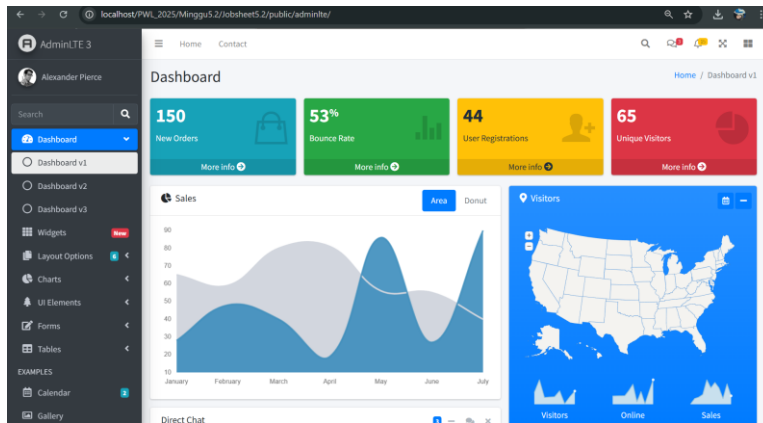 localhost/PWL_2025/Minggu5.2/Jobsheet5.2/public/adminlte/
AdminLTE 3
Home Contact
Alexander Pierce
Dashboard
Home / Dashboard v1
Search
Dashboard
Dashboard v1
Dashboard v2
Dashboard v3
Widgets New
Layout Options 6
Charts
UI Elements
Forms
Tables
EXAMPLES
Calendar 2
Gallery
150
New Orders
More info
53%
Bounce Rate
More info
44
User Registrations
More info
65
Unique Visitors
More info
Sales
Area Donut
90
80
70
60
50
40
30
20
10
January February March April May June July
Visitors
+
−
Visitors Online Sales
Direct Chat